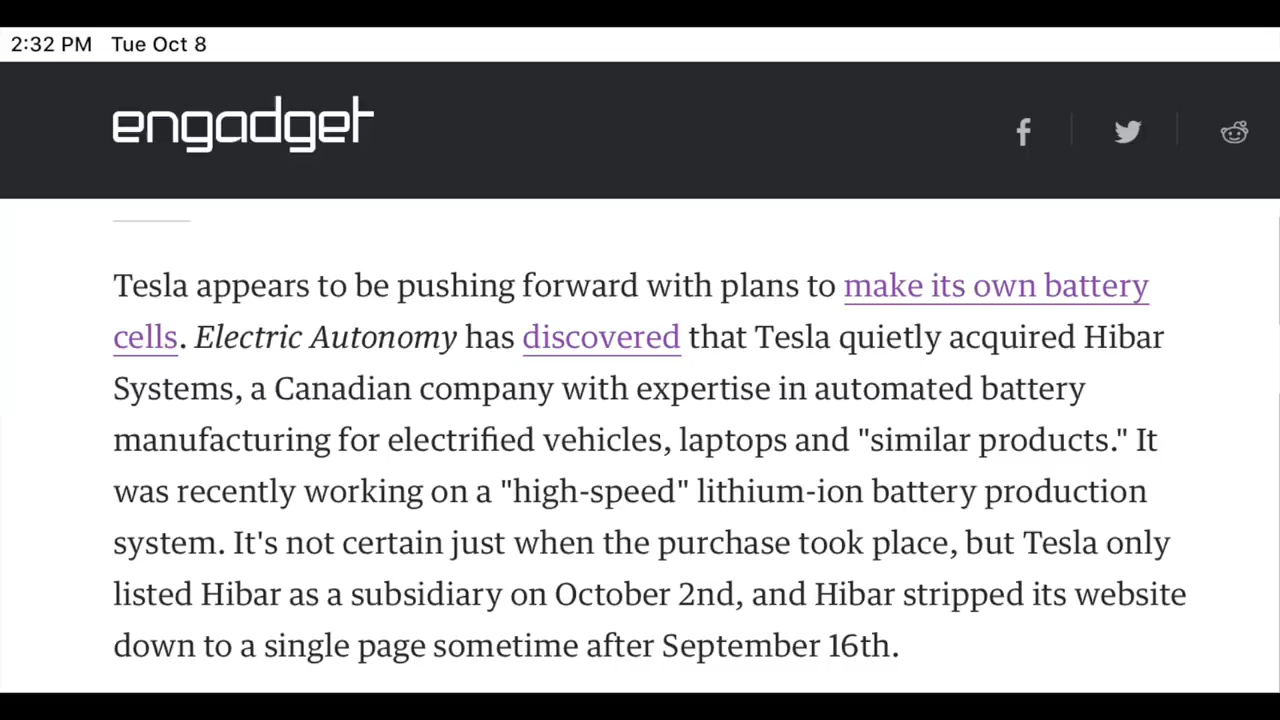 2:32 PM Tue Oct 8
engadget
Tesla appears to be pushing forward with plans to make its own battery
cells. Electric Autonomy has discovered that Tesla quietly acquired Hibar
Systems, a Canadian company with expertise in automated battery
manufacturing for electrified vehicles, laptops and "similar products." It
was recently working on a "high-speed" lithium-ion battery production
system. It's not certain just when the purchase took place, but Tesla only
listed Hibar as a subsidiary on October 2nd, and Hibar stripped its website
down to a single page sometime after September 16th.